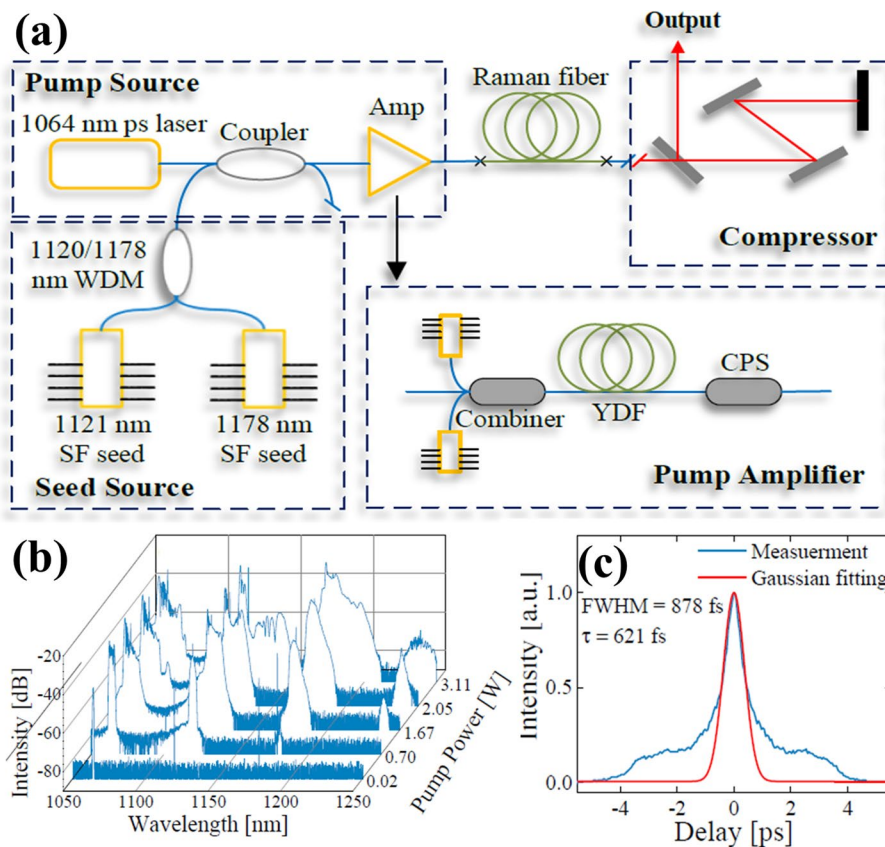 (a)
Output
Pump Source
Raman fiber
1064 nm ps laser
Coupler
Amp
Compressor
1120/1178
nm WDM
1121 nm
SF seed
1178 nm
SF seed
Seed Source
Combiner
YDF
CPS
Pump Amplifier
(b)
Intensity [dB]
-20
-40
-60
-80
1050
1100
1150
1200
1250
Wavelength [nm]
0.02
0.70
1.67
2.05
3.11
Pump Power [W]
(c)
Measuerment
Gaussian fitting
FWHM = 878 fs
τ = 621 fs
Intensity [a.u.]
1.0
0.5
0.0
-4
-2
0
2
4
Delay [ps]